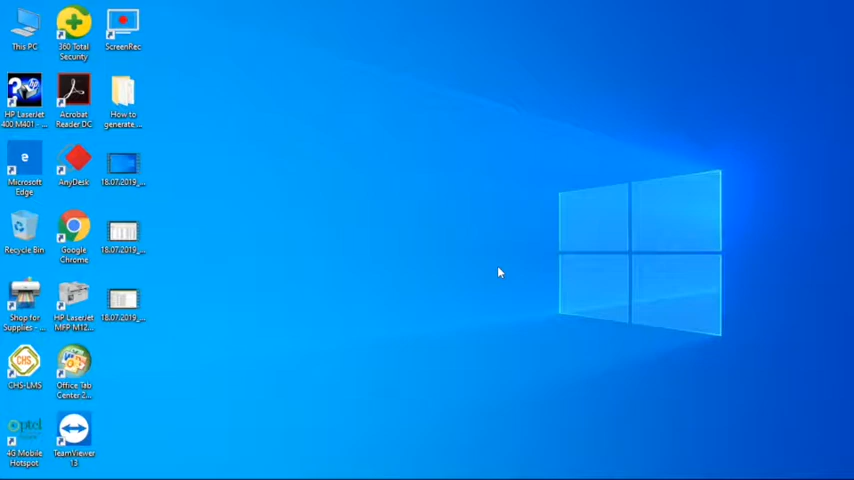 This PC
360 Total
Security
ScreenRec
HP LaserJet
400 M401 - ...
Acrobat
Reader DC
How to
generate ...
Microsoft
Edge
AnyDesk
18.07.2019_...
Recycle Bin
Google
Chrome
18.07.2019_...
Shop for
Supplies - ...
HP LaserJet
MFP M12...
18.07.2019_...
CHS
CHS-LMS
Office Tab
Center 2...
ptcl
4G Mobile
Hotspot
TeamViewer
13